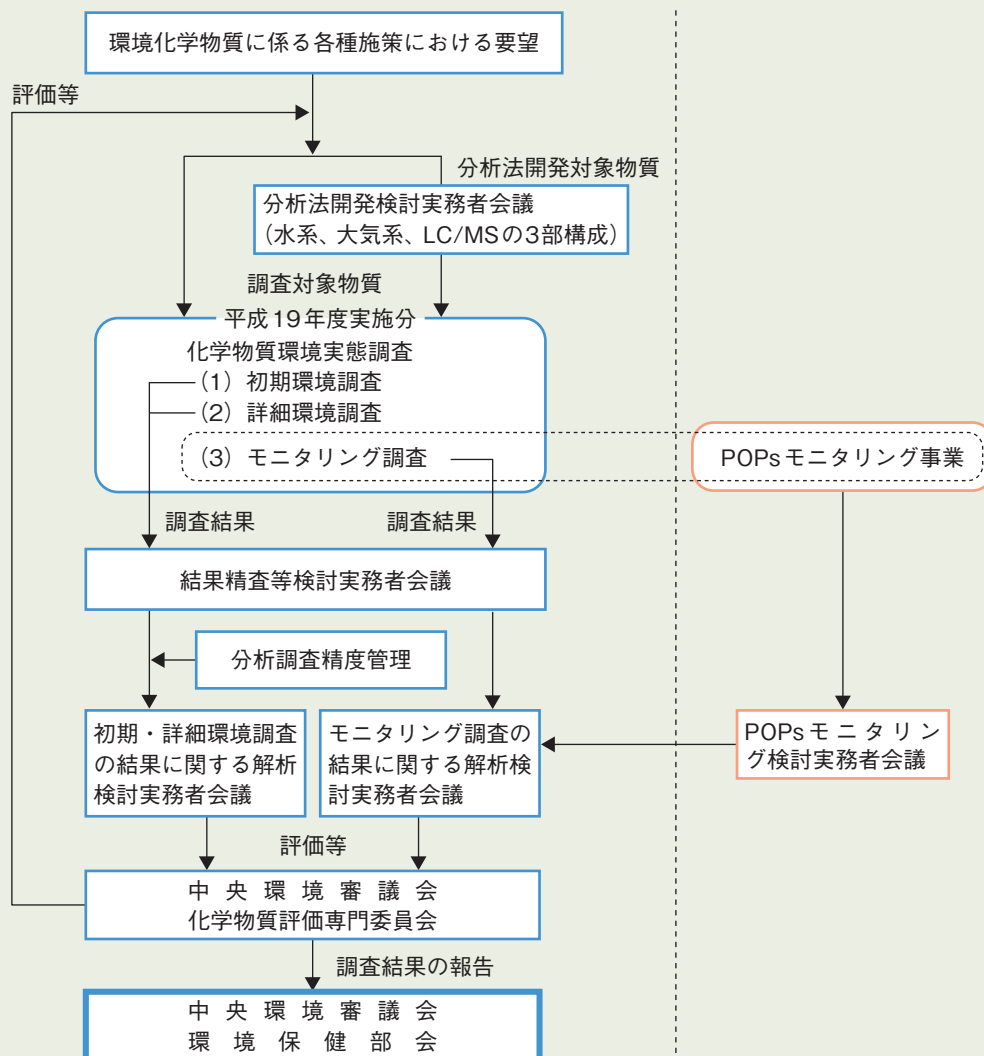 環境化学物質に係る各種施策における要望
評価等
分析法開発対象物質
分析法開発検討実務者会議
（水系、大気系、LC/MSの3部構成）
調査対象物質
平成19年度実施分
化学物質環境実態調査
（1）初期環境調査
（2）詳細環境調査
（3）モニタリング調査
POPsモニタリング事業
調査結果
調査結果
結果精査等検討実務者会議
分析調査精度管理
初期・詳細環境調査
の結果に関する解析
検討実務者会議
モニタリング調査の
結果に関する解析検
討実務者会議
POPsモニタリン
グ検討実務者会議
評価等
中央環境審議会
化学物質評価専門委員会
調査結果の報告
中央環境審議会
環境保健部会